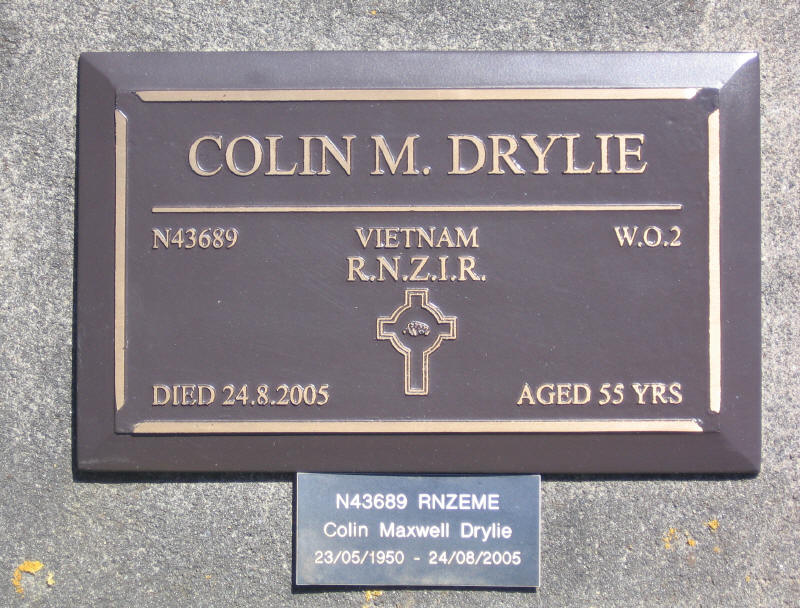 COLIN M. DRYLIE
N43689 VIETNAM W.O.2
R.N.Z.I.R.
DIED 24.8.2005 AGED 55 YRS
N43689 RNZEME
Colin Maxwell Drylie
23/05/1950 - 24/08/2005